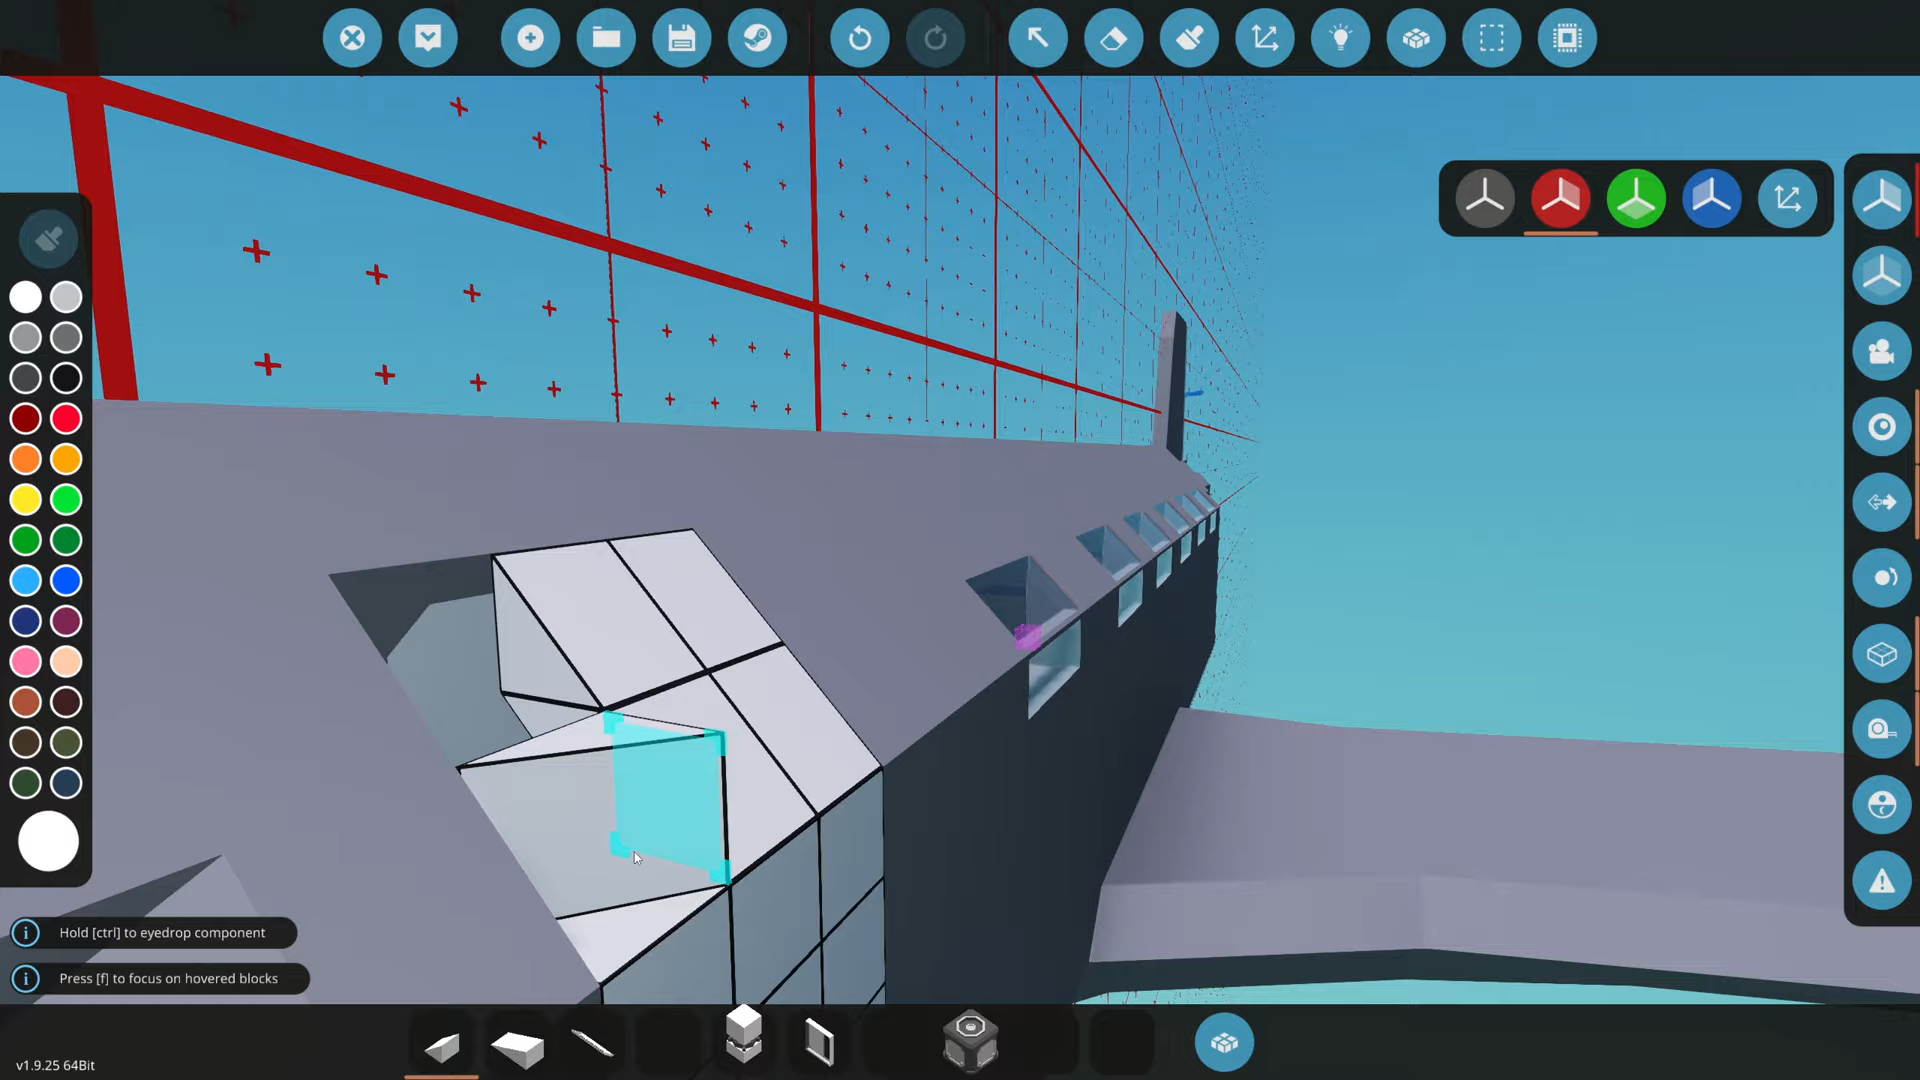 Hold [ctrl] to eyedrop component
Press [f] to focus on hovered blocks
v1.9.25 64Bit